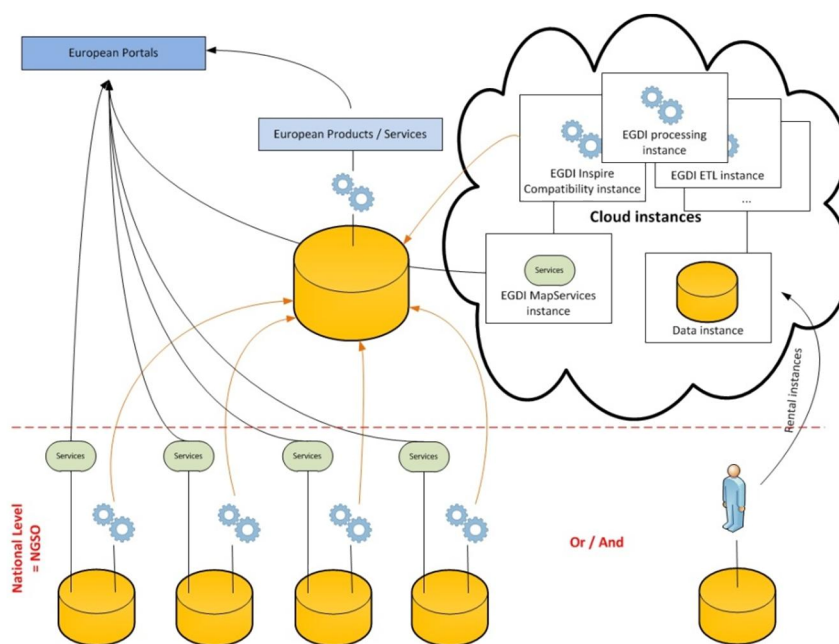 European Portals
European Products / Services
EGDI processing
instance
EGDI Inspire
Compatibility instance
EGDI ETL instance
...
Cloud instances
Services
EGDI MapServices
instance
Data instance
Rental instances
Services
Services
Services
Services
National Level
= NGSO
Or / And